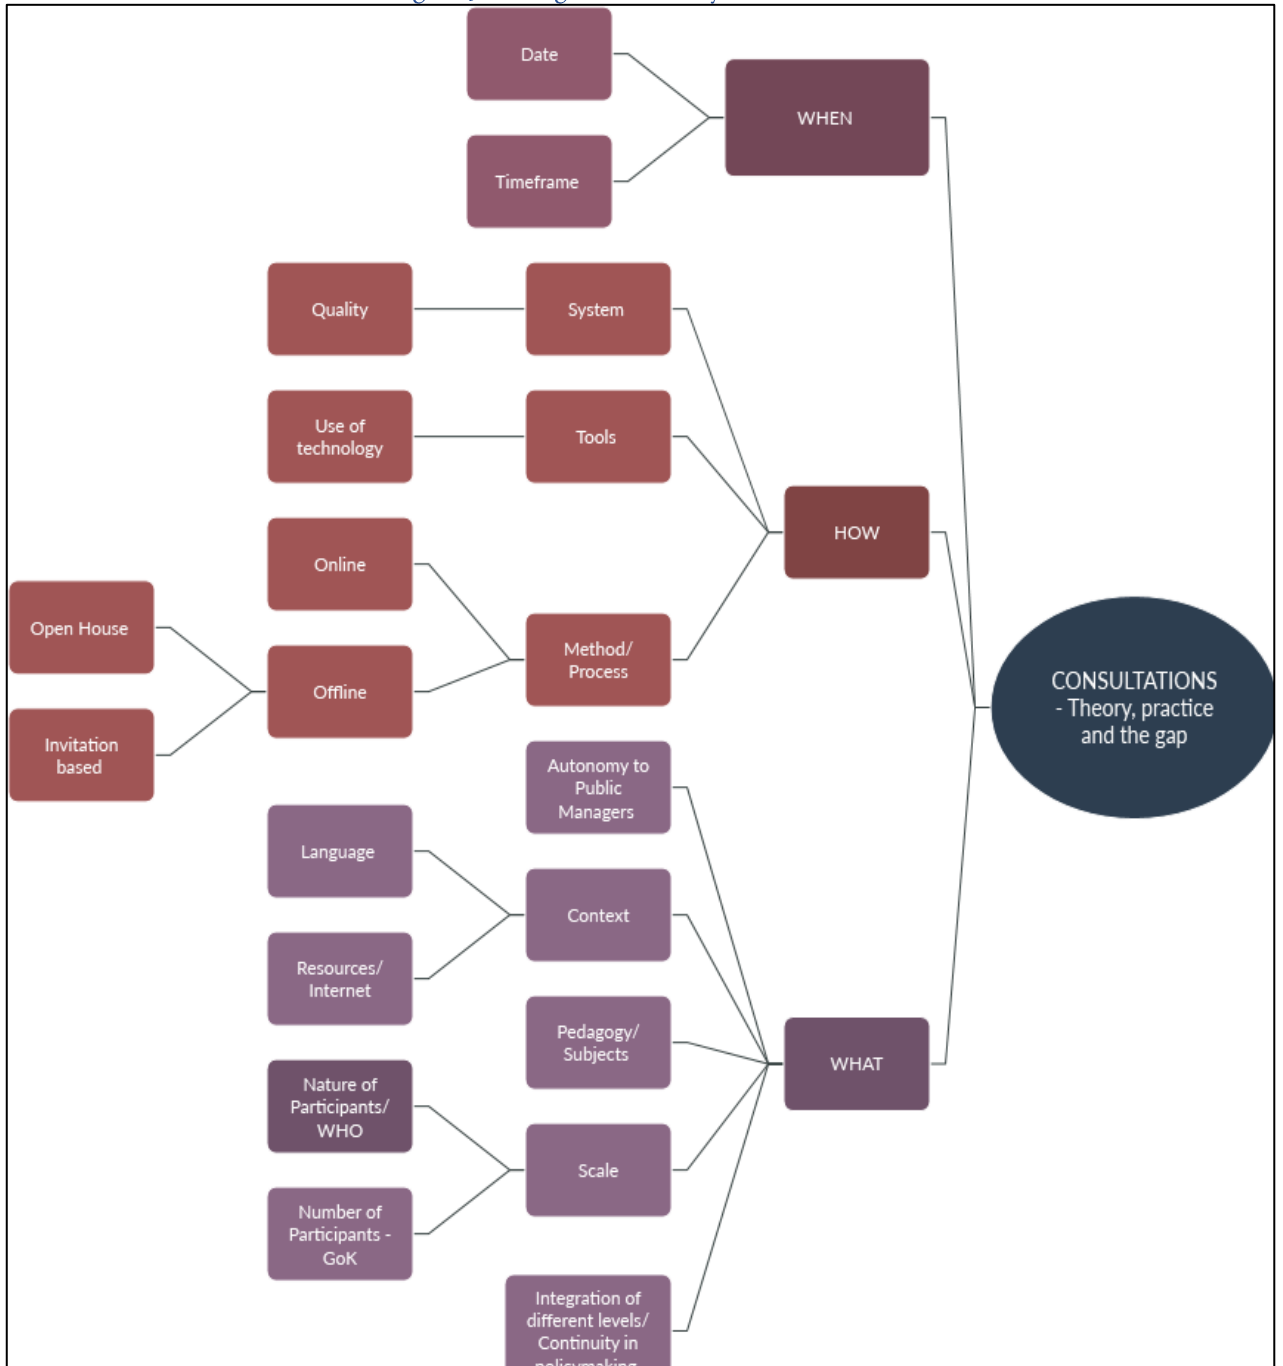 Date
WHEN
Timeframe
Quality
System
Use of
technology
Tools
HOW
Online
Open House
Method/
Process
Offline
Invitation
based
CONSULTATIONS
- Theory, practice
and the gap
Autonomy to
Public
Managers
Language
Context
Resources/
Internet
Pedagogy/
Subjects
WHAT
Nature of
Participants/
WHO
Scale
Number of
Participants -
GoK
Integration of
different levels/
Continuity in
policymaking